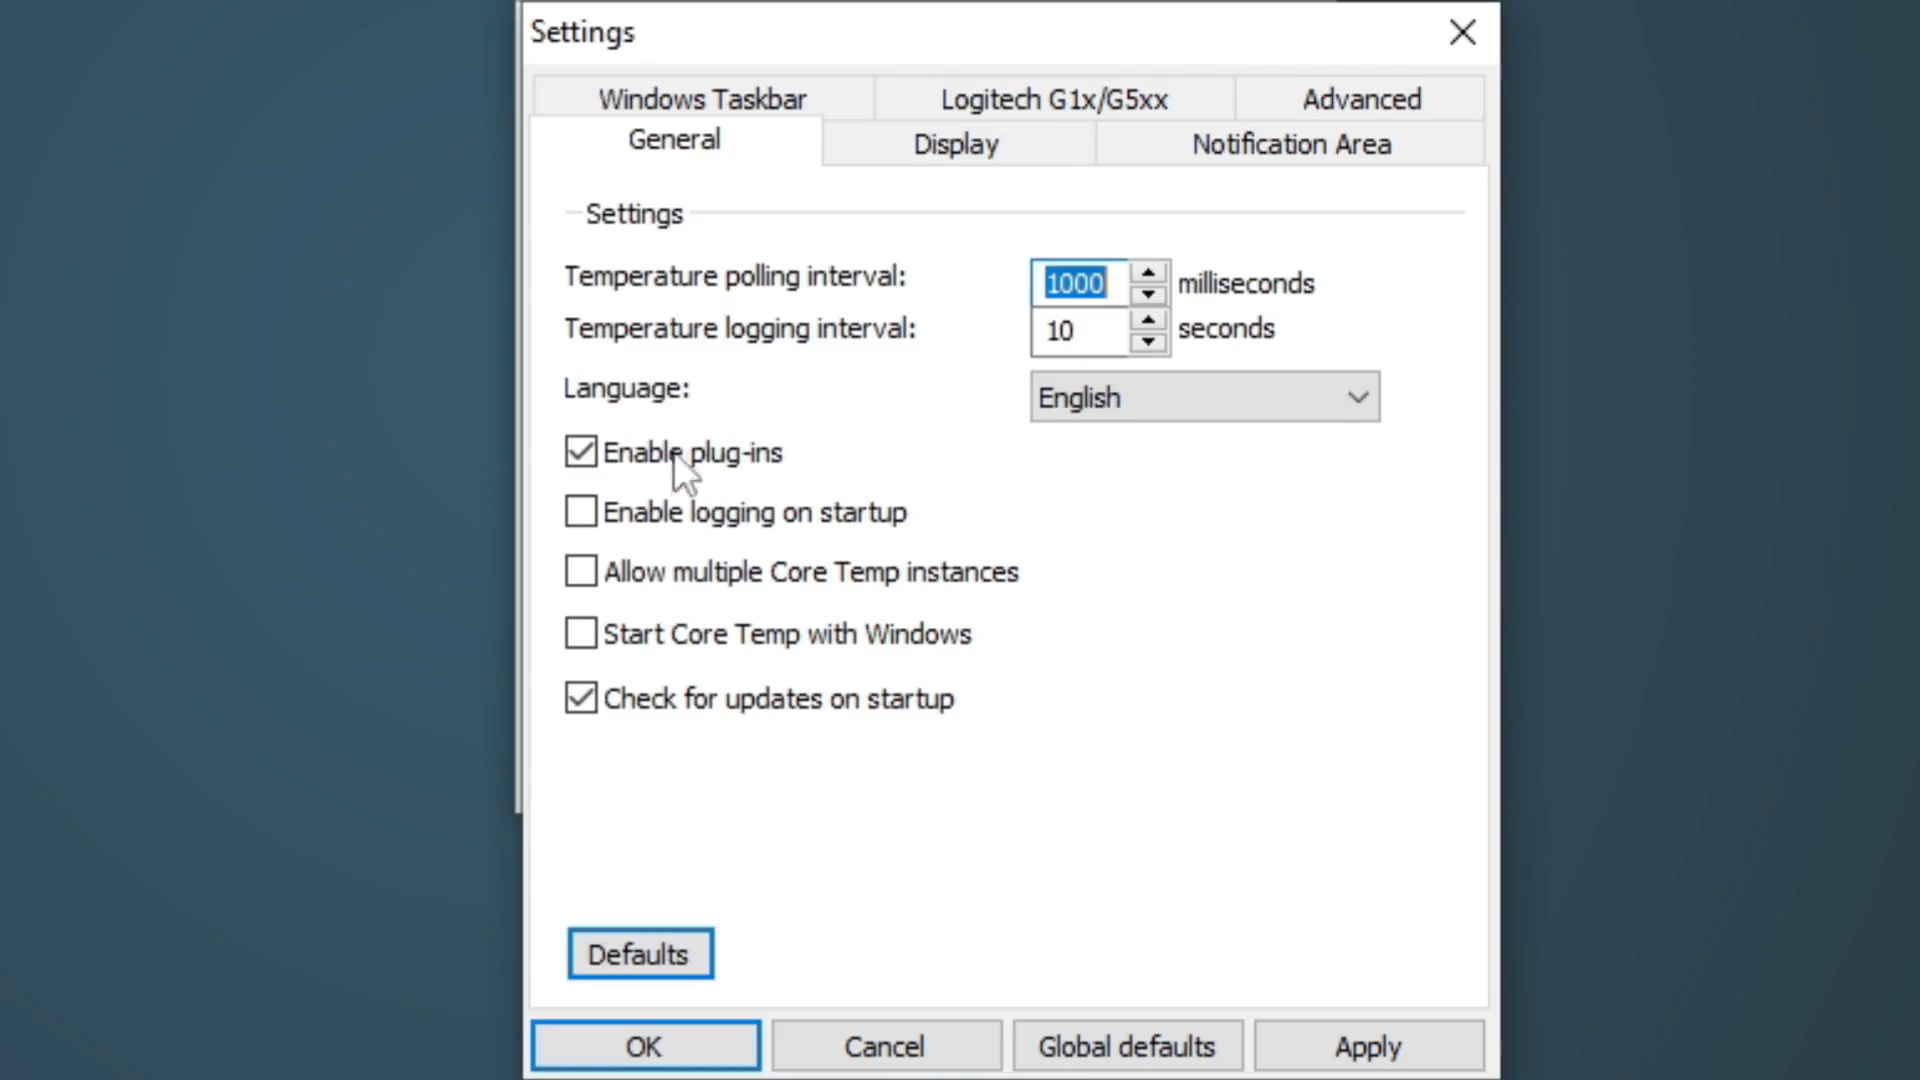 Settings
Windows Taskbar Logitech G1x/G5xx Advanced
General Display Notification Area
Settings
Temperature polling interval: 1000 milliseconds
Temperature logging interval: 10 seconds
Language: English
Enable plug-ins
Enable logging on startup
Allow multiple Core Temp instances
Start Core Temp with Windows
Check for updates on startup
Defaults
OK Cancel Global defaults Apply